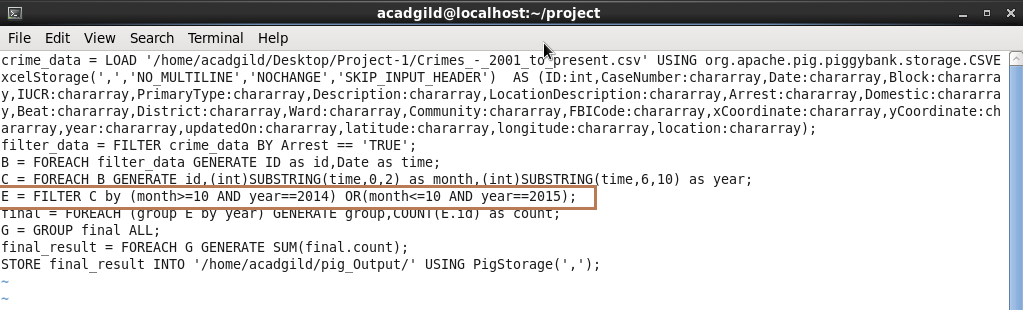 acadgild@localhost:~/project
File Edit View Search Terminal Help
crime_data = LOAD '/home/acadgild/Desktop/Project-1/Crimes_-_2001_to_present.csv' USING org.apache.pig.piggybank.storage.CSVE
xcelStorage(',','NO_MULTILINE','NOCHANGE','SKIP_INPUT_HEADER')  AS (ID:int,CaseNumber:chararray,Date:chararray,Block:chararra
y,IUCR:chararray,PrimaryType:chararray,Description:chararray,LocationDescription:chararray,Arrest:chararray,Domestic:chararra
y,Beat:chararray,District:chararray,Ward:chararray,Community:chararray,FBICode:chararray,xCoordinate:chararray,yCoordinate:ch
ararray,year:chararray,updatedOn:chararray,latitude:chararray,longitude:chararray,location:chararray);
filter_data = FILTER crime_data BY Arrest == 'TRUE';
B = FOREACH filter_data GENERATE ID as id,Date as time;
C = FOREACH B GENERATE id,(int)SUBSTRING(time,0,2) as month,(int)SUBSTRING(time,6,10) as year;
E = FILTER C by (month>=10 AND year==2014) OR(month<=10 AND year==2015);
final = FOREACH (group E by year) GENERATE group,COUNT(E.id) as count;
G = GROUP final ALL;
final_result = FOREACH G GENERATE SUM(final.count);
STORE final_result INTO '/home/acadgild/pig_Output/' USING PigStorage(',');
~
~